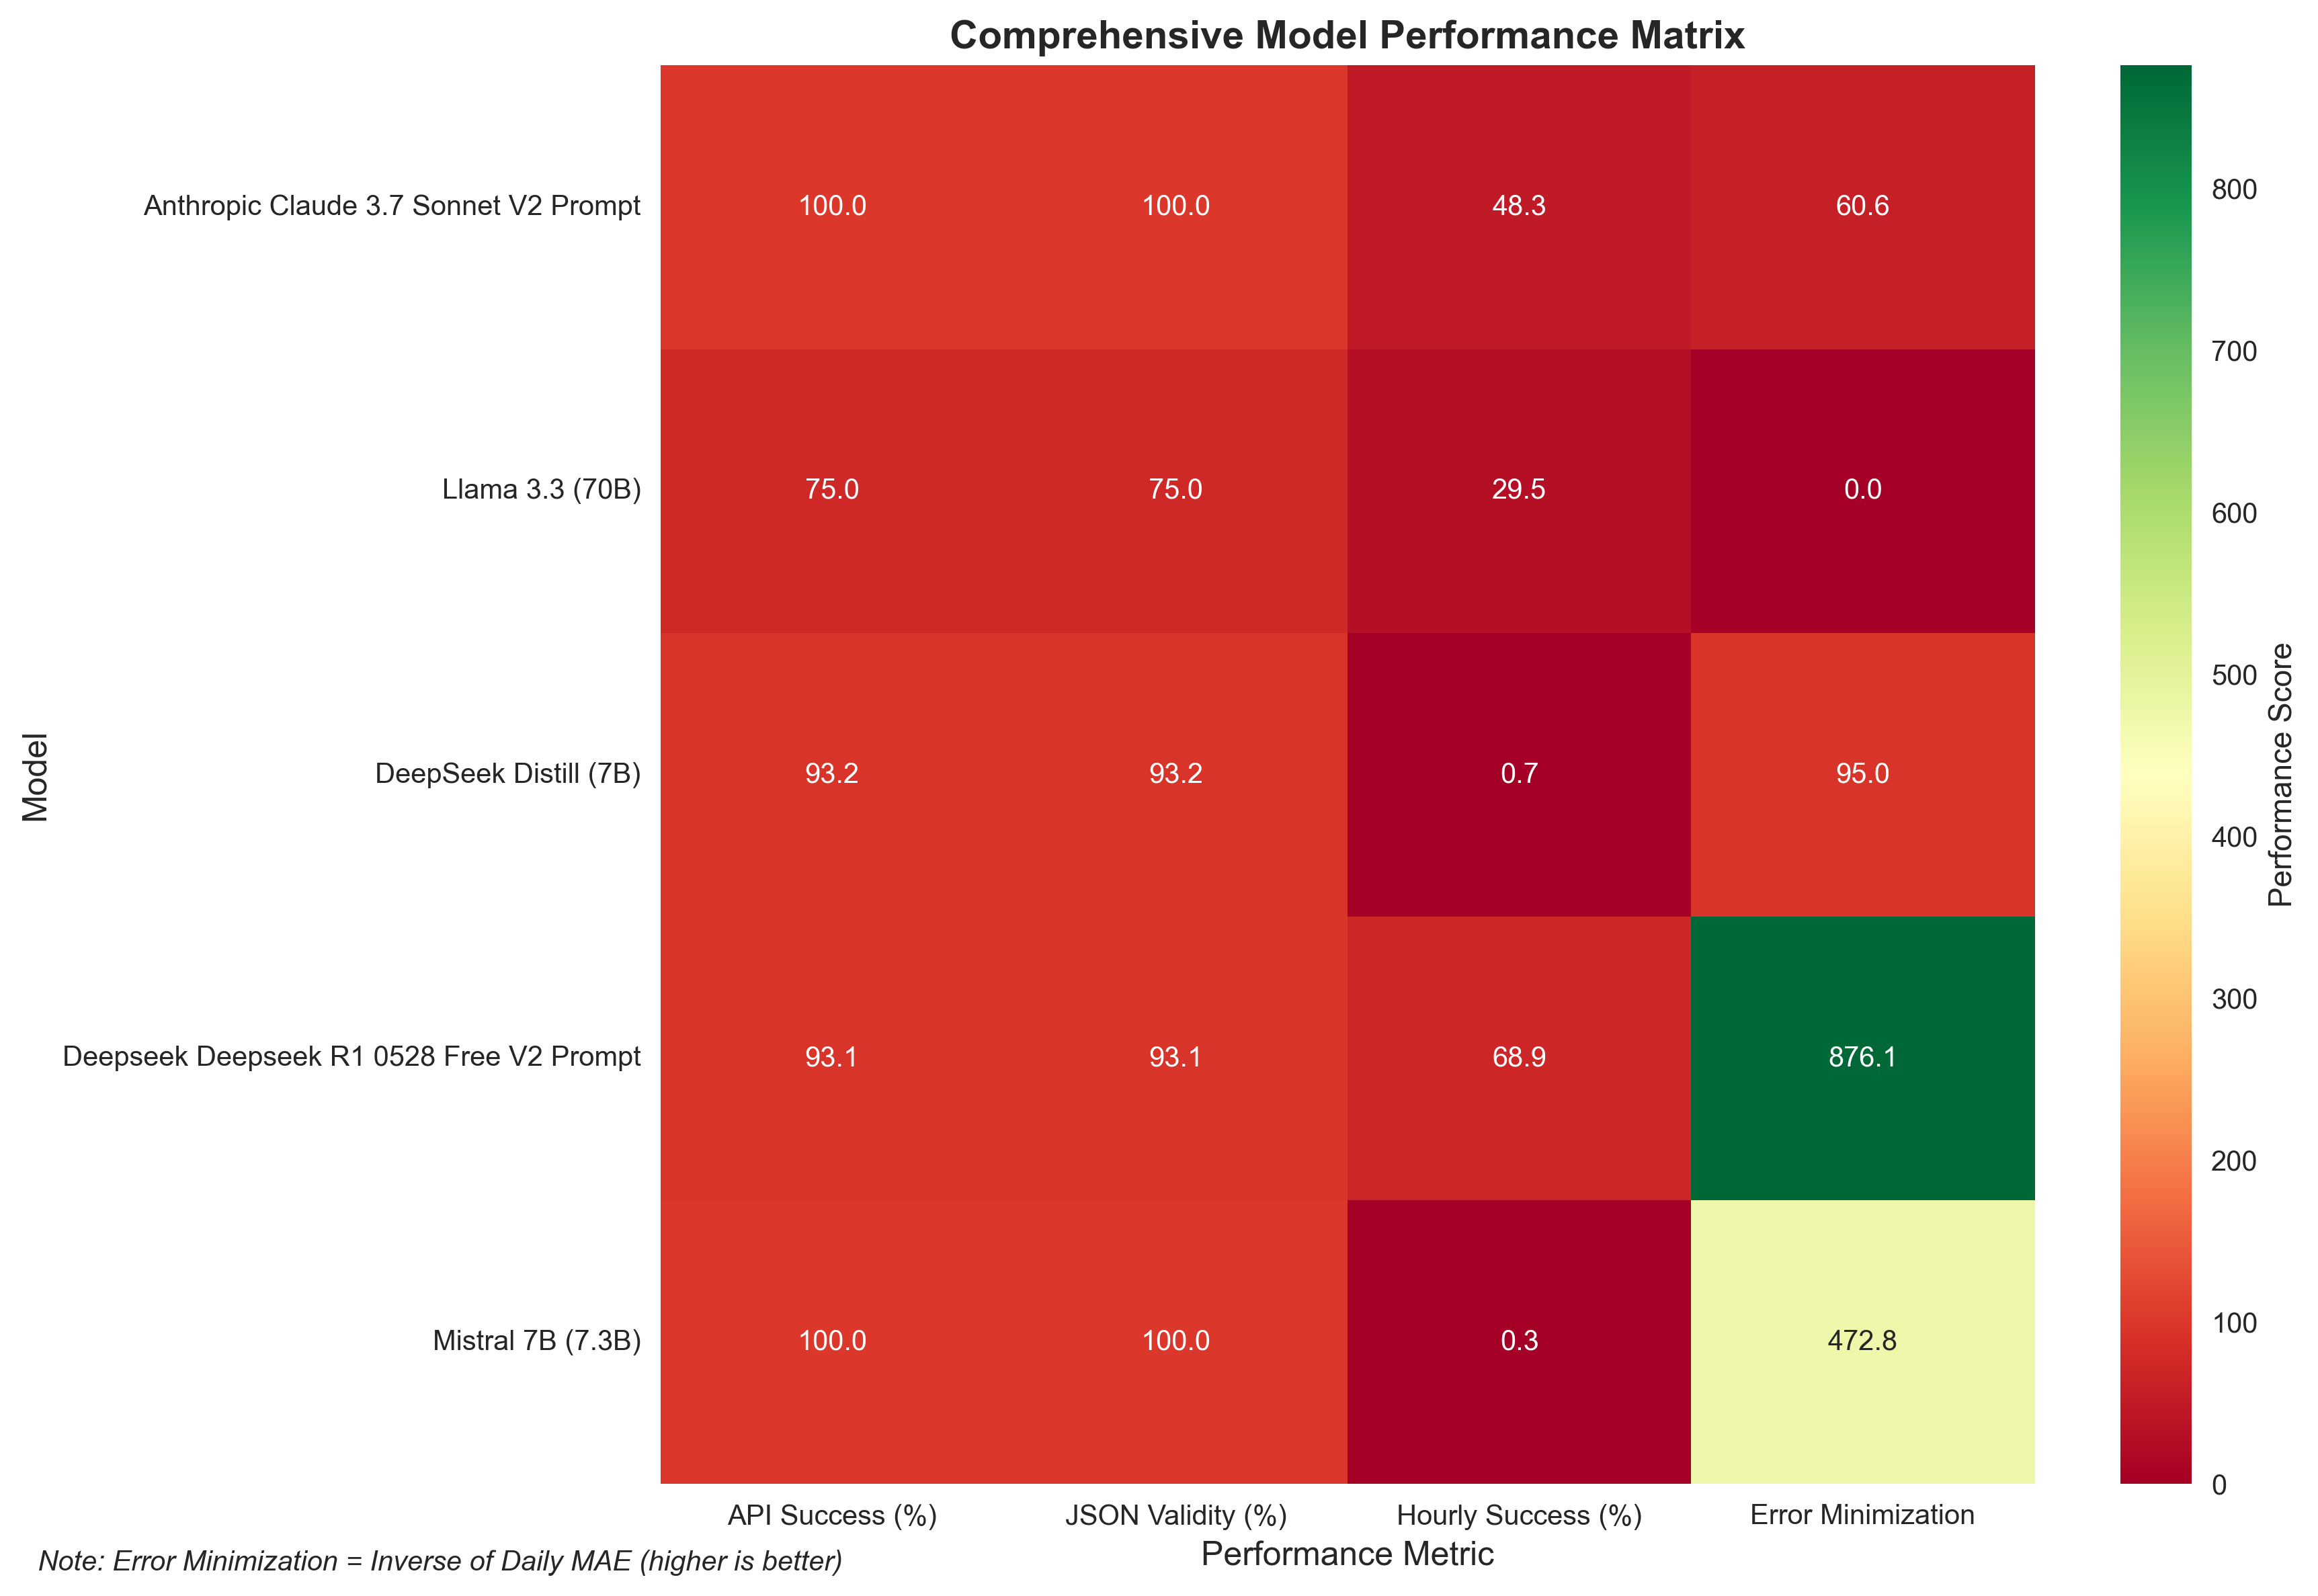 Comprehensive Model Performance Matrix
Model
Anthropic Claude 3.7 Sonnet V2 Prompt
100.0 100.0 48.3 60.6
Llama 3.3 (70B)
75.0 75.0 29.5 0.0
DeepSeek Distill (7B)
93.2 93.2 0.7 95.0
Deepseek Deepseek R1 0528 Free V2 Prompt
93.1 93.1 68.9 876.1
Mistral 7B (7.3B)
100.0 100.0 0.3 472.8
API Success (%)
JSON Validity (%)
Hourly Success (%)
Error Minimization
Performance Metric
Note: Error Minimization = Inverse of Daily MAE (higher is better)
800
700
600
500
400
300
200
100
0
Performance Score